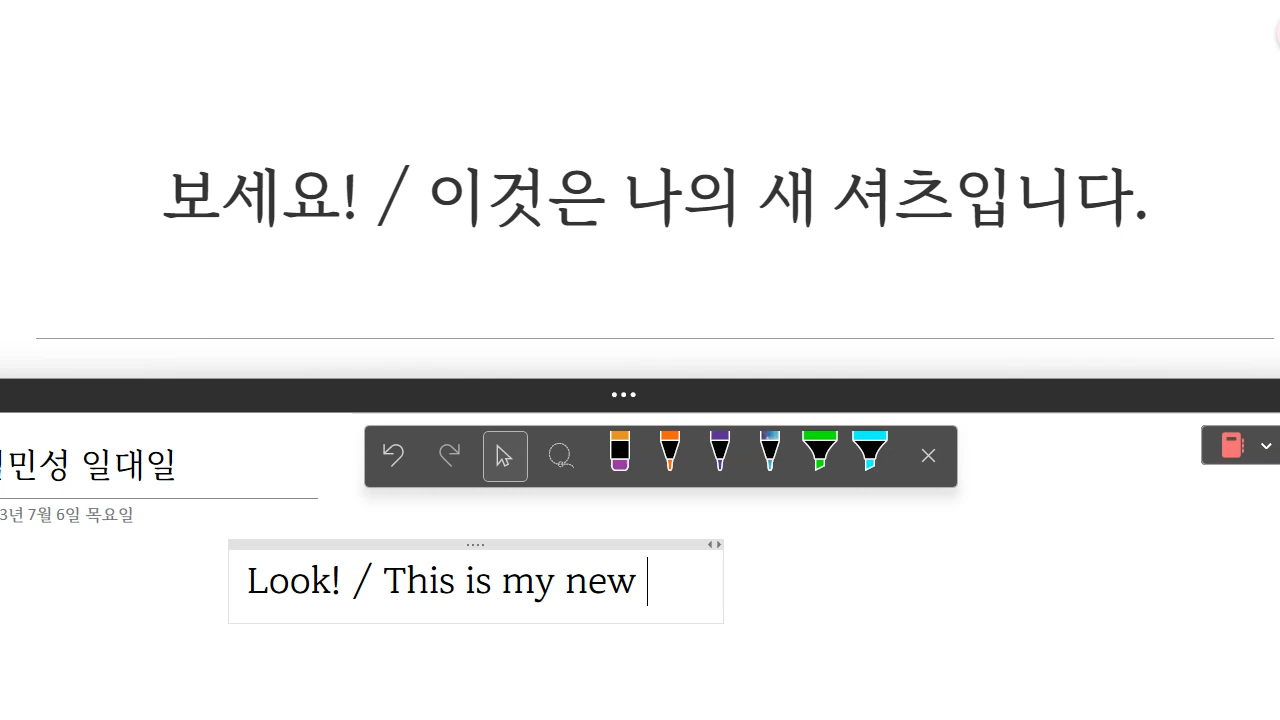 보세요! / 이것은 나의 새 셔츠입니다.
민성 일대일
3년 7월 6일 목요일
Look! / This is my new